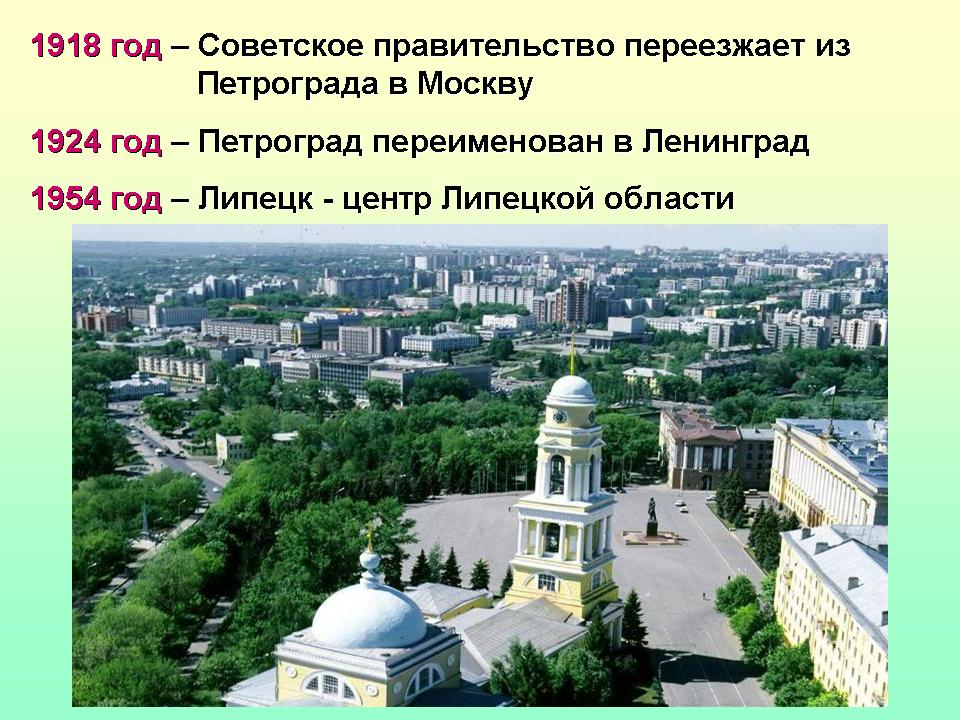 1918 год – Советское правительство переезжает из
Петрограда в Москву
1924 год – Петроград переименован в Ленинград
1954 год – Липецк - центр Липецкой области